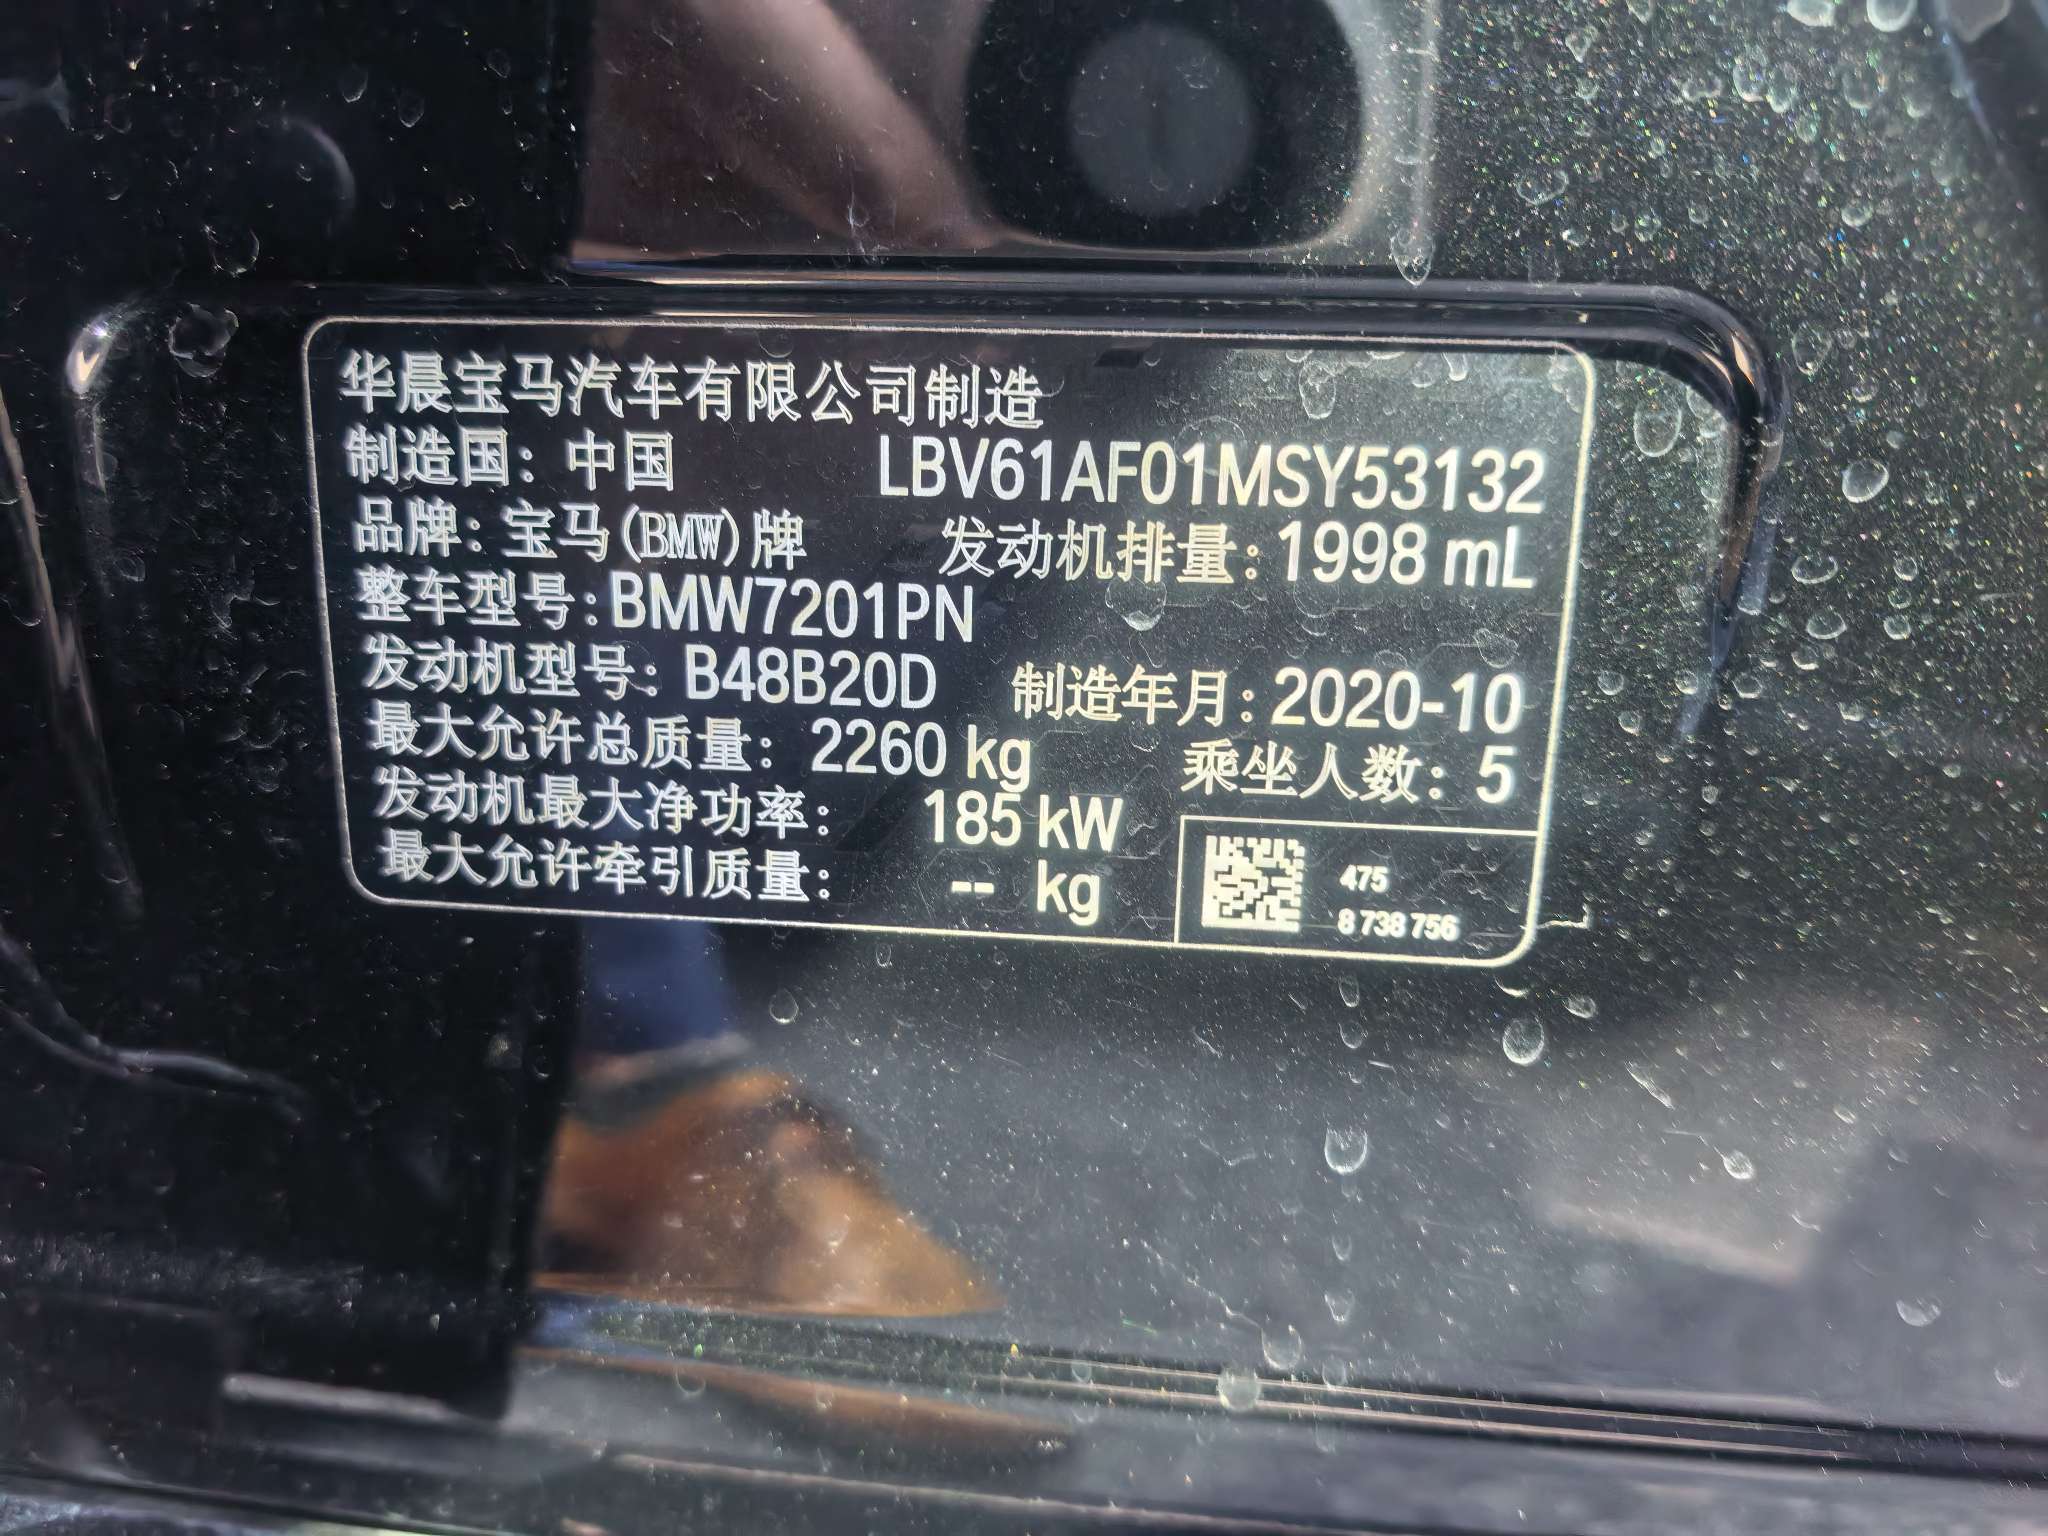 华晨宝马汽车有限公司制造
制造国：中国 LBV61AF01MSY53132
品牌：宝马(BMW)牌 发动机排量：1998 mL
整车型号：BMW7201PN
发动机型号：B48B20D 制造年月：2020-10
最大允许总质量：2260 kg 乘坐人数：5
发动机最大净功率：185 kW
最大允许牵引质量：-- kg
475
8 738 756